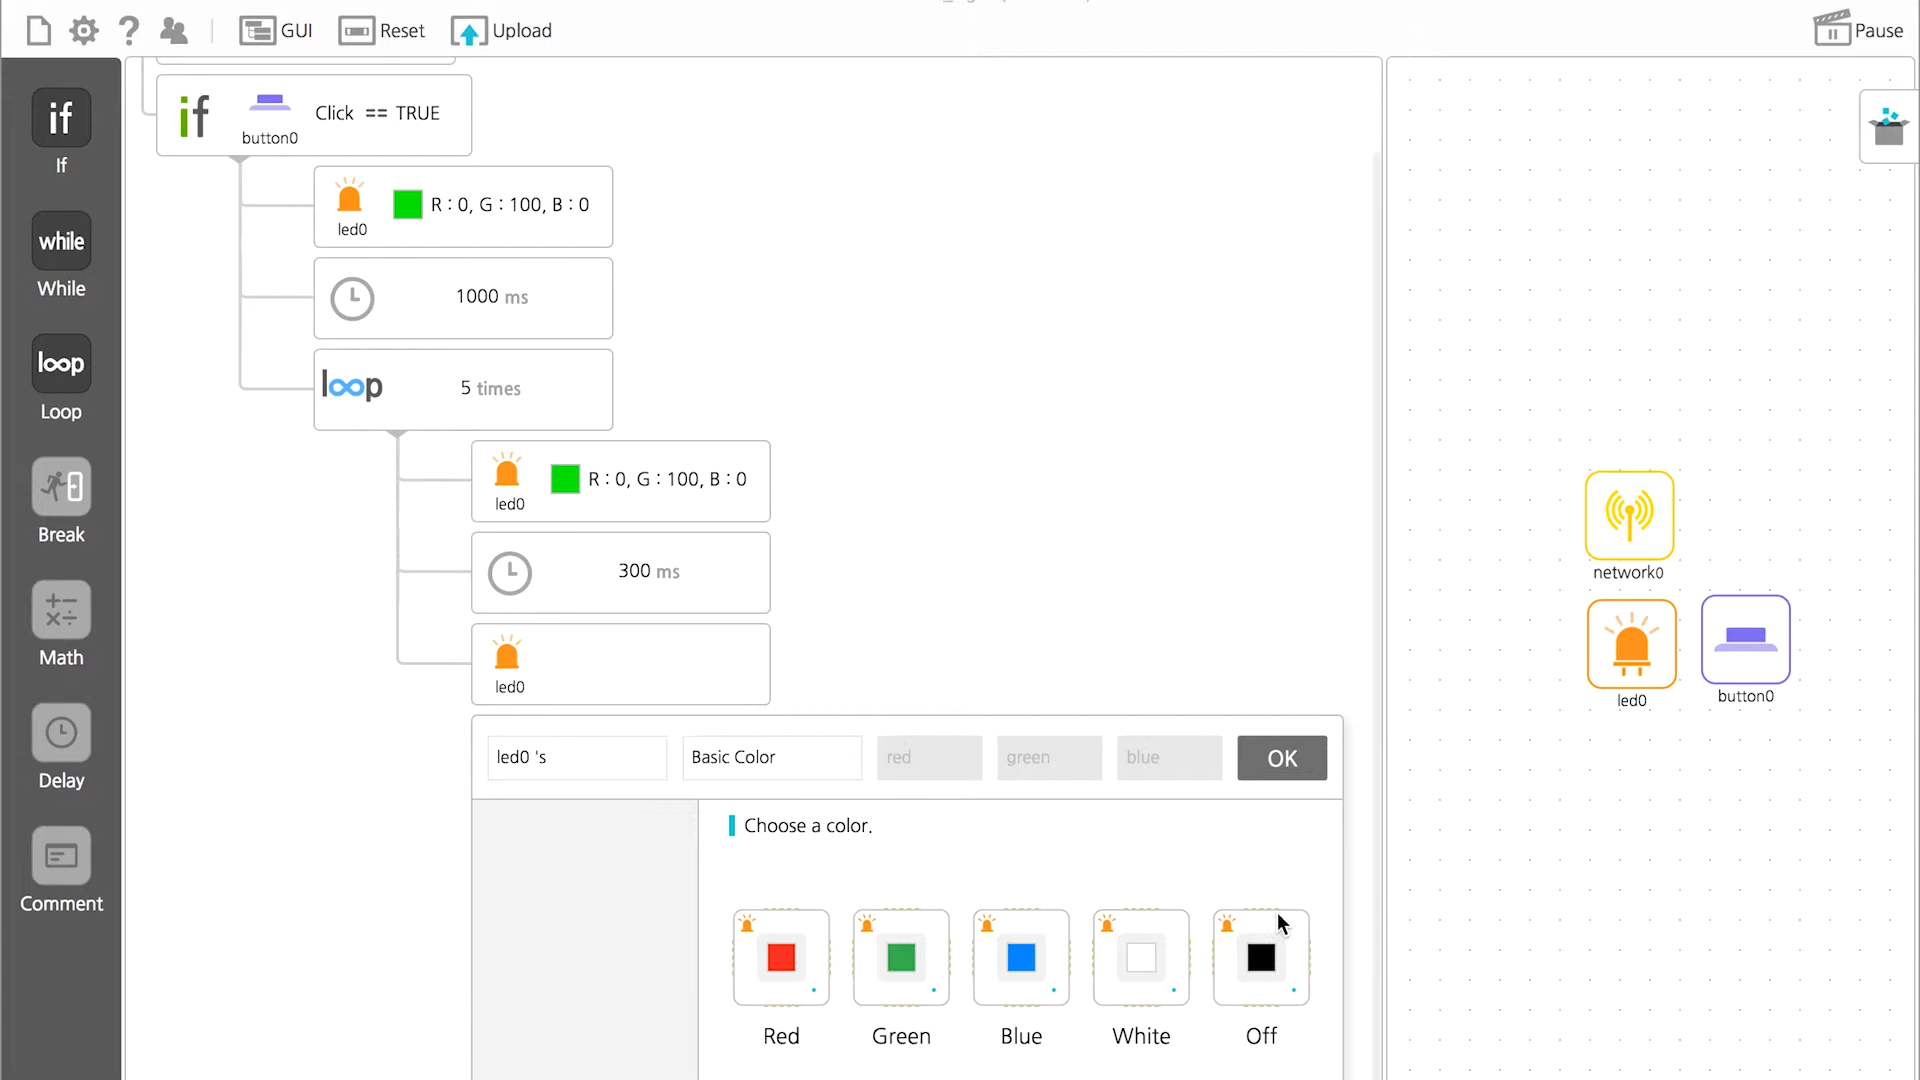 GUI
Reset
Upload
Pause
if
If
while
While
loop
Loop
Break
Math
Delay
Comment
if
button0
Click == TRUE
led0
R : 0, G : 100, B : 0
1000 ms
loop
5 times
led0
R : 0, G : 100, B : 0
300 ms
led0
led0 's
Basic Color
red
green
blue
OK
Choose a color.
Red
Green
Blue
White
Off
network0
led0
button0